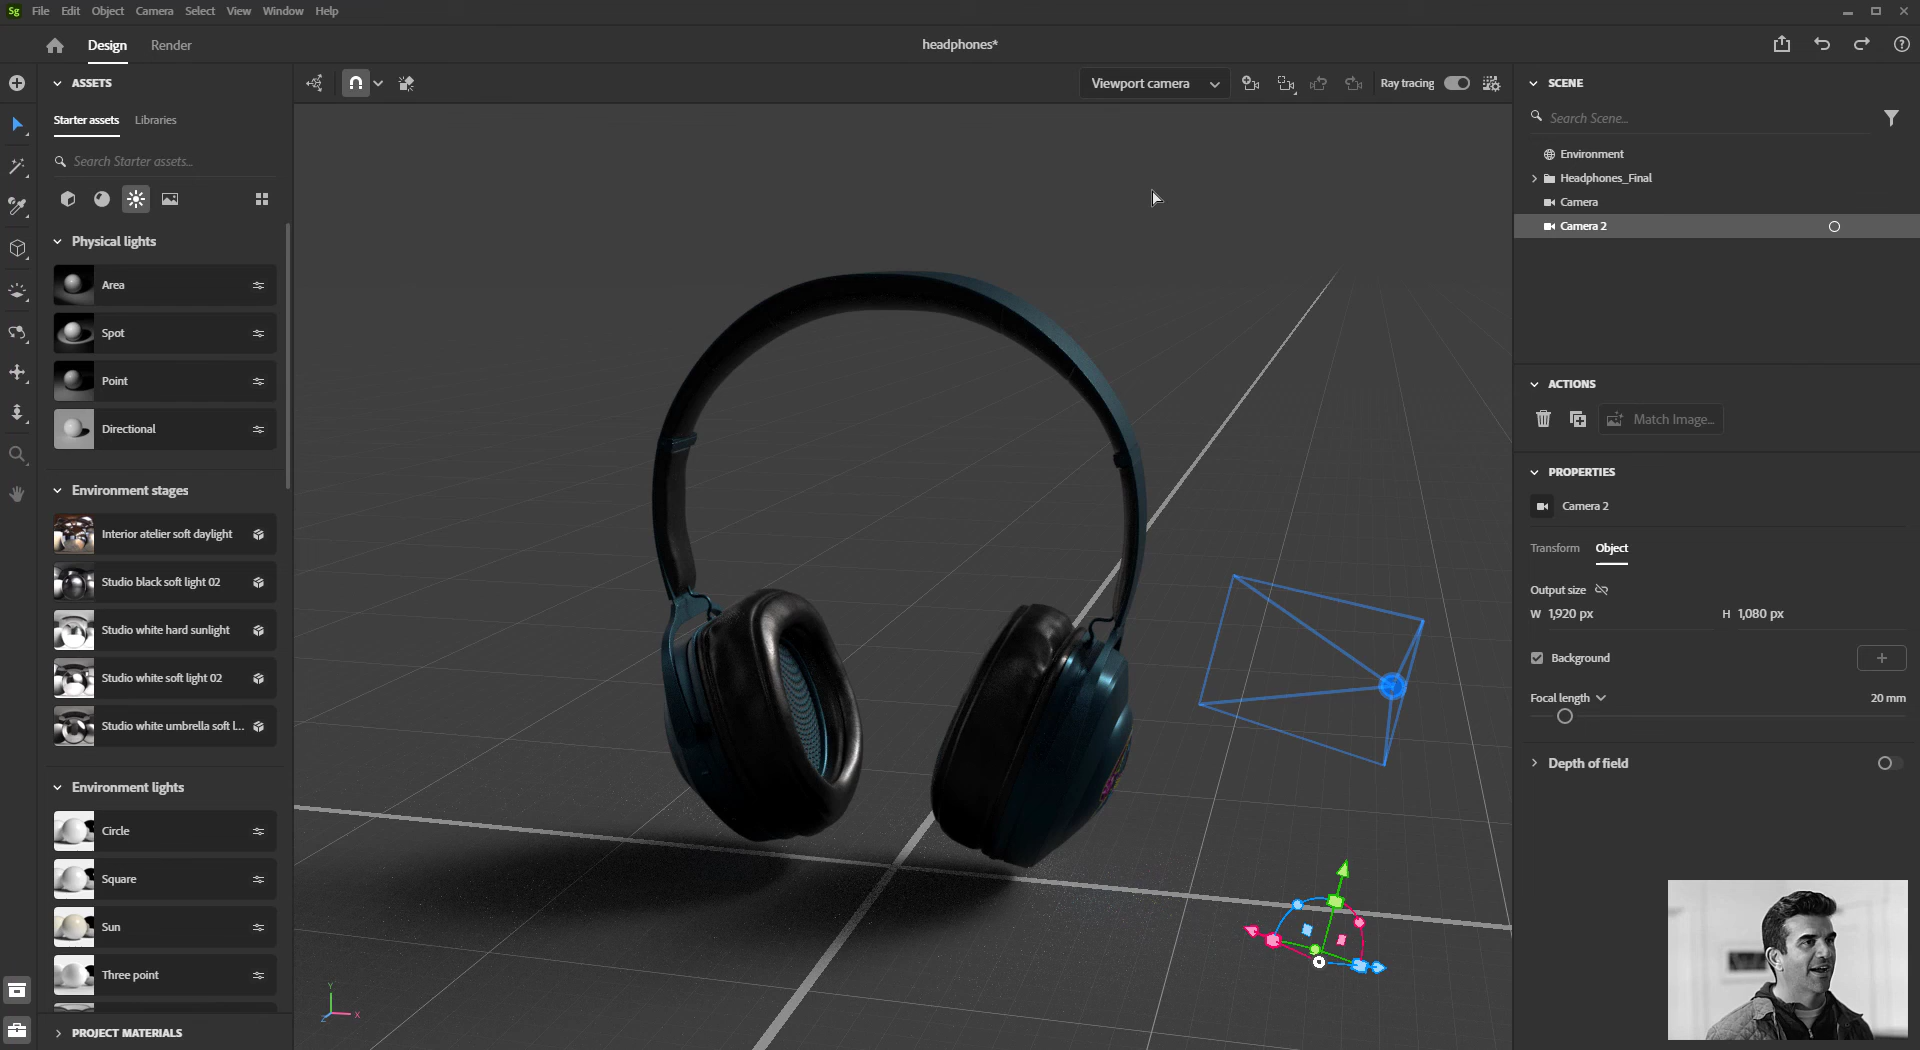 Sg File Edit Object Camera Select View Window Help
Design Render headphones*
ASSETS
Starter assets Libraries
Search Starter assets...
Physical lights
Area
Spot
Point
Directional
Environment stages
Interior atelier soft daylight
Studio black soft light 02
Studio white hard sunlight
Studio white soft light 02
Studio white umbrella soft l...
Environment lights
Circle
Square
Sun
Three point
PROJECT MATERIALS
Viewport camera Ray tracing
Y
Z X
SCENE
Search Scene...
Environment
Headphones_Final
Camera
Camera 2
ACTIONS
Match Image...
PROPERTIES
Camera 2
Transform Object
Output size
W 1,920 px H 1,080 px
Background
Focal length 20 mm
Depth of field